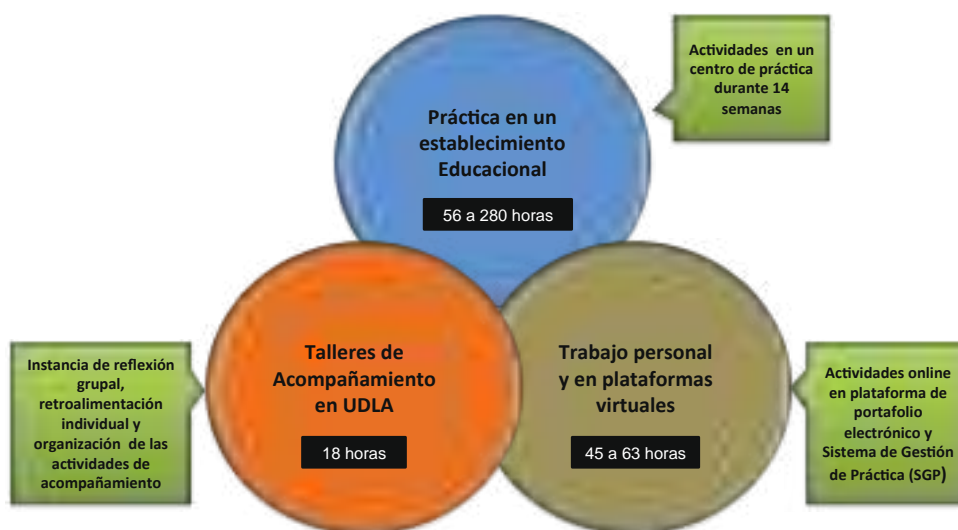 Actividades en un
centro de práctica
durante 14
semanas
Práctica en un
establecimiento
Educacional
56 a 280 horas
Instancia de reflexión
grupal,
retroalimentación
individual y
organización de las
actividades de
acompañamiento
Talleres de
Acompañamiento
en UDLA
18 horas
Trabajo personal
y en plataformas
virtuales
45 a 63 horas
Actividades online
en plataforma de
portafolio
electrónico y
Sistema de Gestión
de Práctica (SGP)